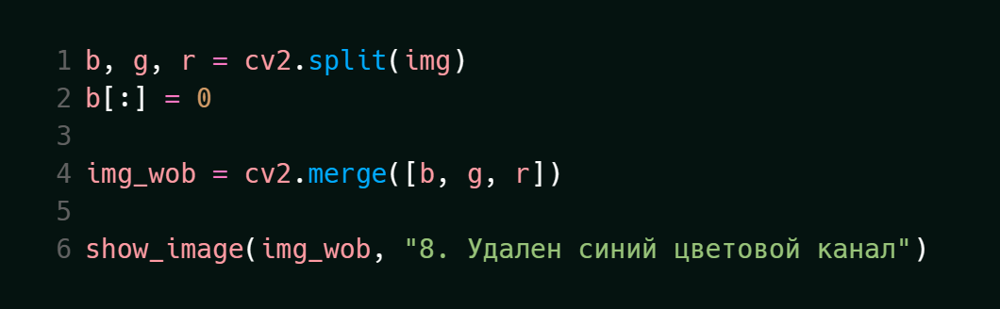 1 b, g, r = cv2.split(img)
2 b[:] = 0
3
4 img_wob = cv2.merge([b, g, r])
5
6 show_image(img_wob, "8. Удален синий цветовой канал")